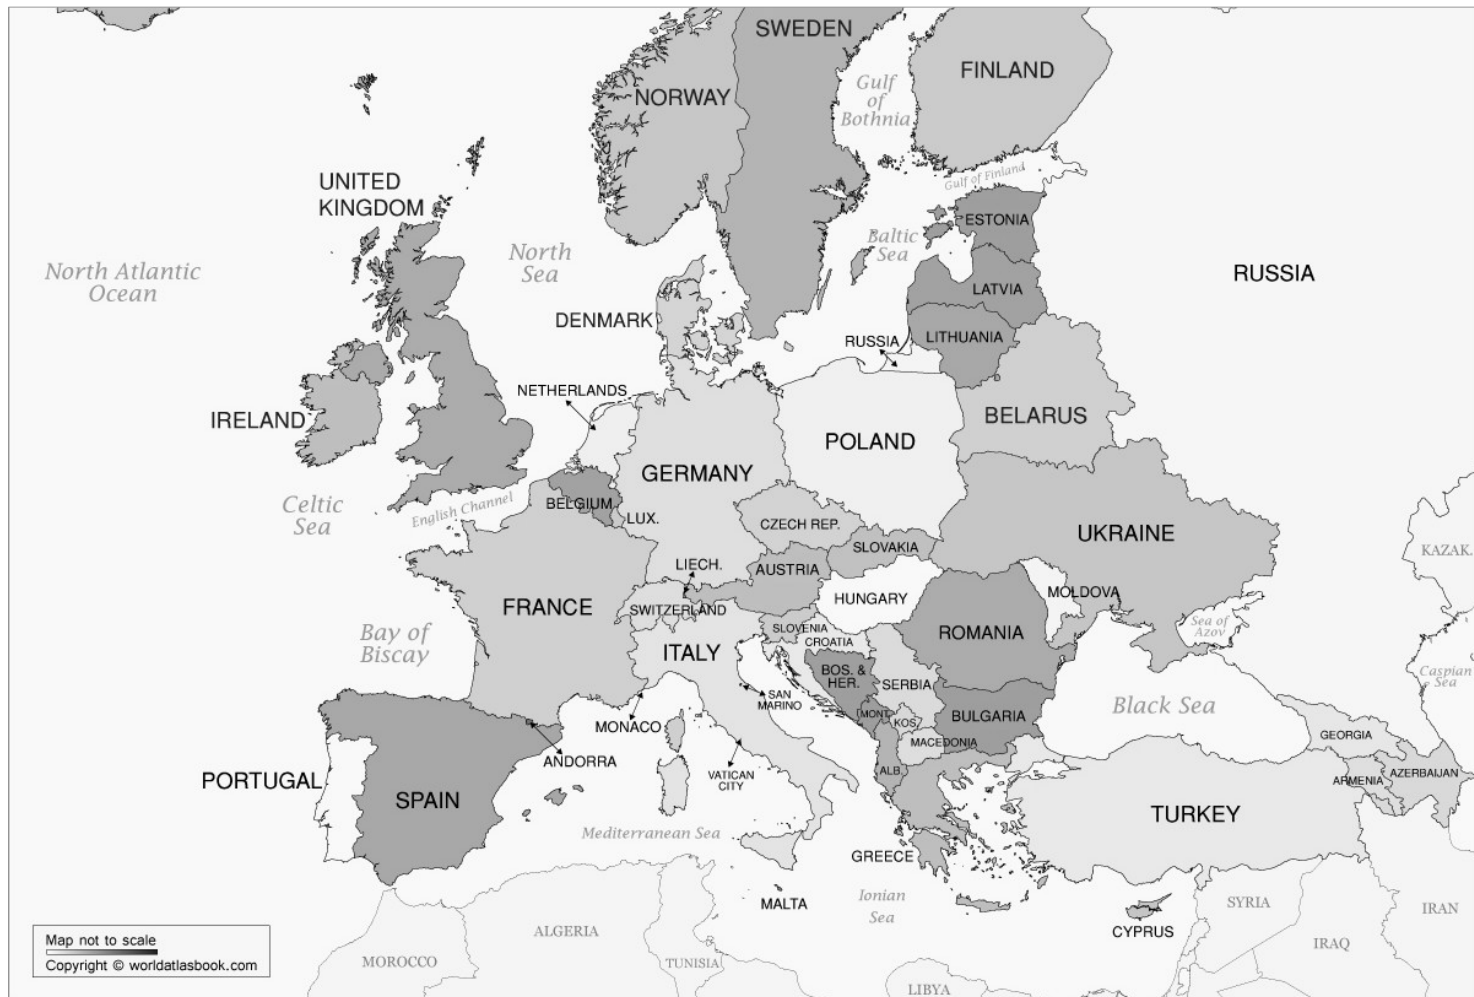 SWEDEN
FINLAND
NORWAY
Gulf
of
Bothnia
UNITED
KINGDOM
Gulf of Finland
ESTONIA
North
Sea
Baltic
Sea
North Atlantic
Ocean
RUSSIA
LATVIA
DENMARK
LITHUANIA
RUSSIA
NETHERLANDS
IRELAND
BELARUS
POLAND
GERMANY
Celtic
Sea
English Channel
BELGIUM
LUX.
CZECH REP.
UKRAINE
SLOVAKIA
KAZAK.
LIECH.
AUSTRIA
MOLDOVA
HUNGARY
FRANCE
SWITZERLAND
Sea of
Azov
SLOVENIA
ROMANIA
CROATIA
Bay of
Biscay
ITALY
BOS. &
HER.
SERBIA
Caspian
Sea
SAN
MARINO
Black Sea
MONT.
KOS.
BULGARIA
MONACO
GEORGIA
MACEDONIA
ANDORRA
ALB.
AZERBAIJAN
ARMENIA
VATICAN
CITY
PORTUGAL
SPAIN
TURKEY
Mediterranean Sea
GREECE
MALTA
Ionian
Sea
SYRIA
IRAN
CYPRUS
ALGERIA
IRAQ
MOROCCO
TUNISIA
LIBYA
Map not to scale
Copyright © worldatlasbook.com